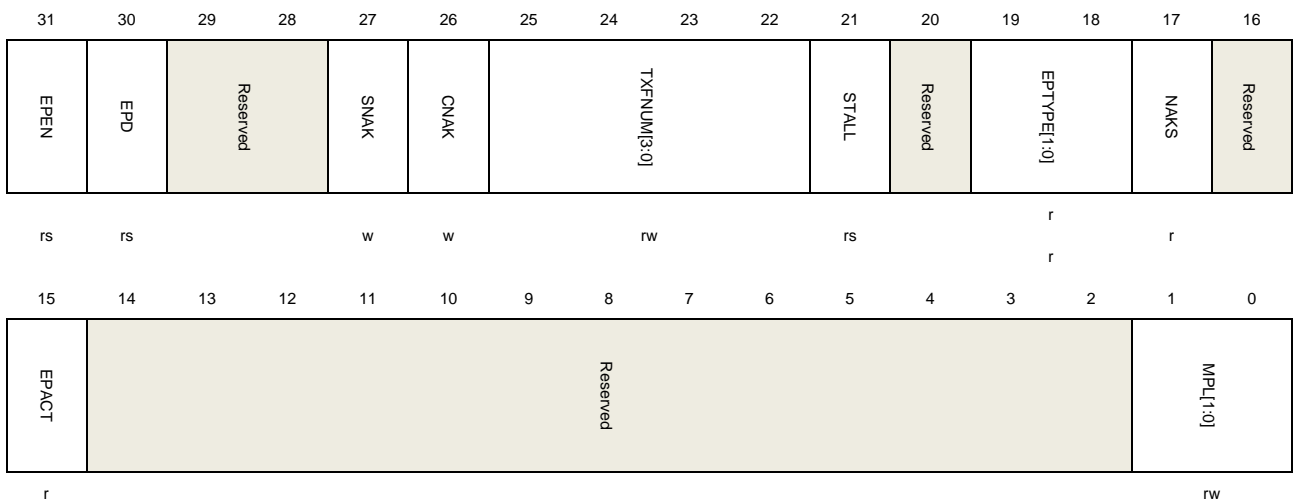 31 30 29 28 27 26 25 24 23 22 21 20 19 18 17 16
EPEN EPD Reserved SNAK CNAK TXFNUM[3:0] STALL Reserved EPTYPE[1:0] NAKS Reserved
r
rs rs w w rw rs r
r
15 14 13 12 11 10 9 8 7 6 5 4 3 2 1 0
EPACT Reserved MPL[1:0]
r rw